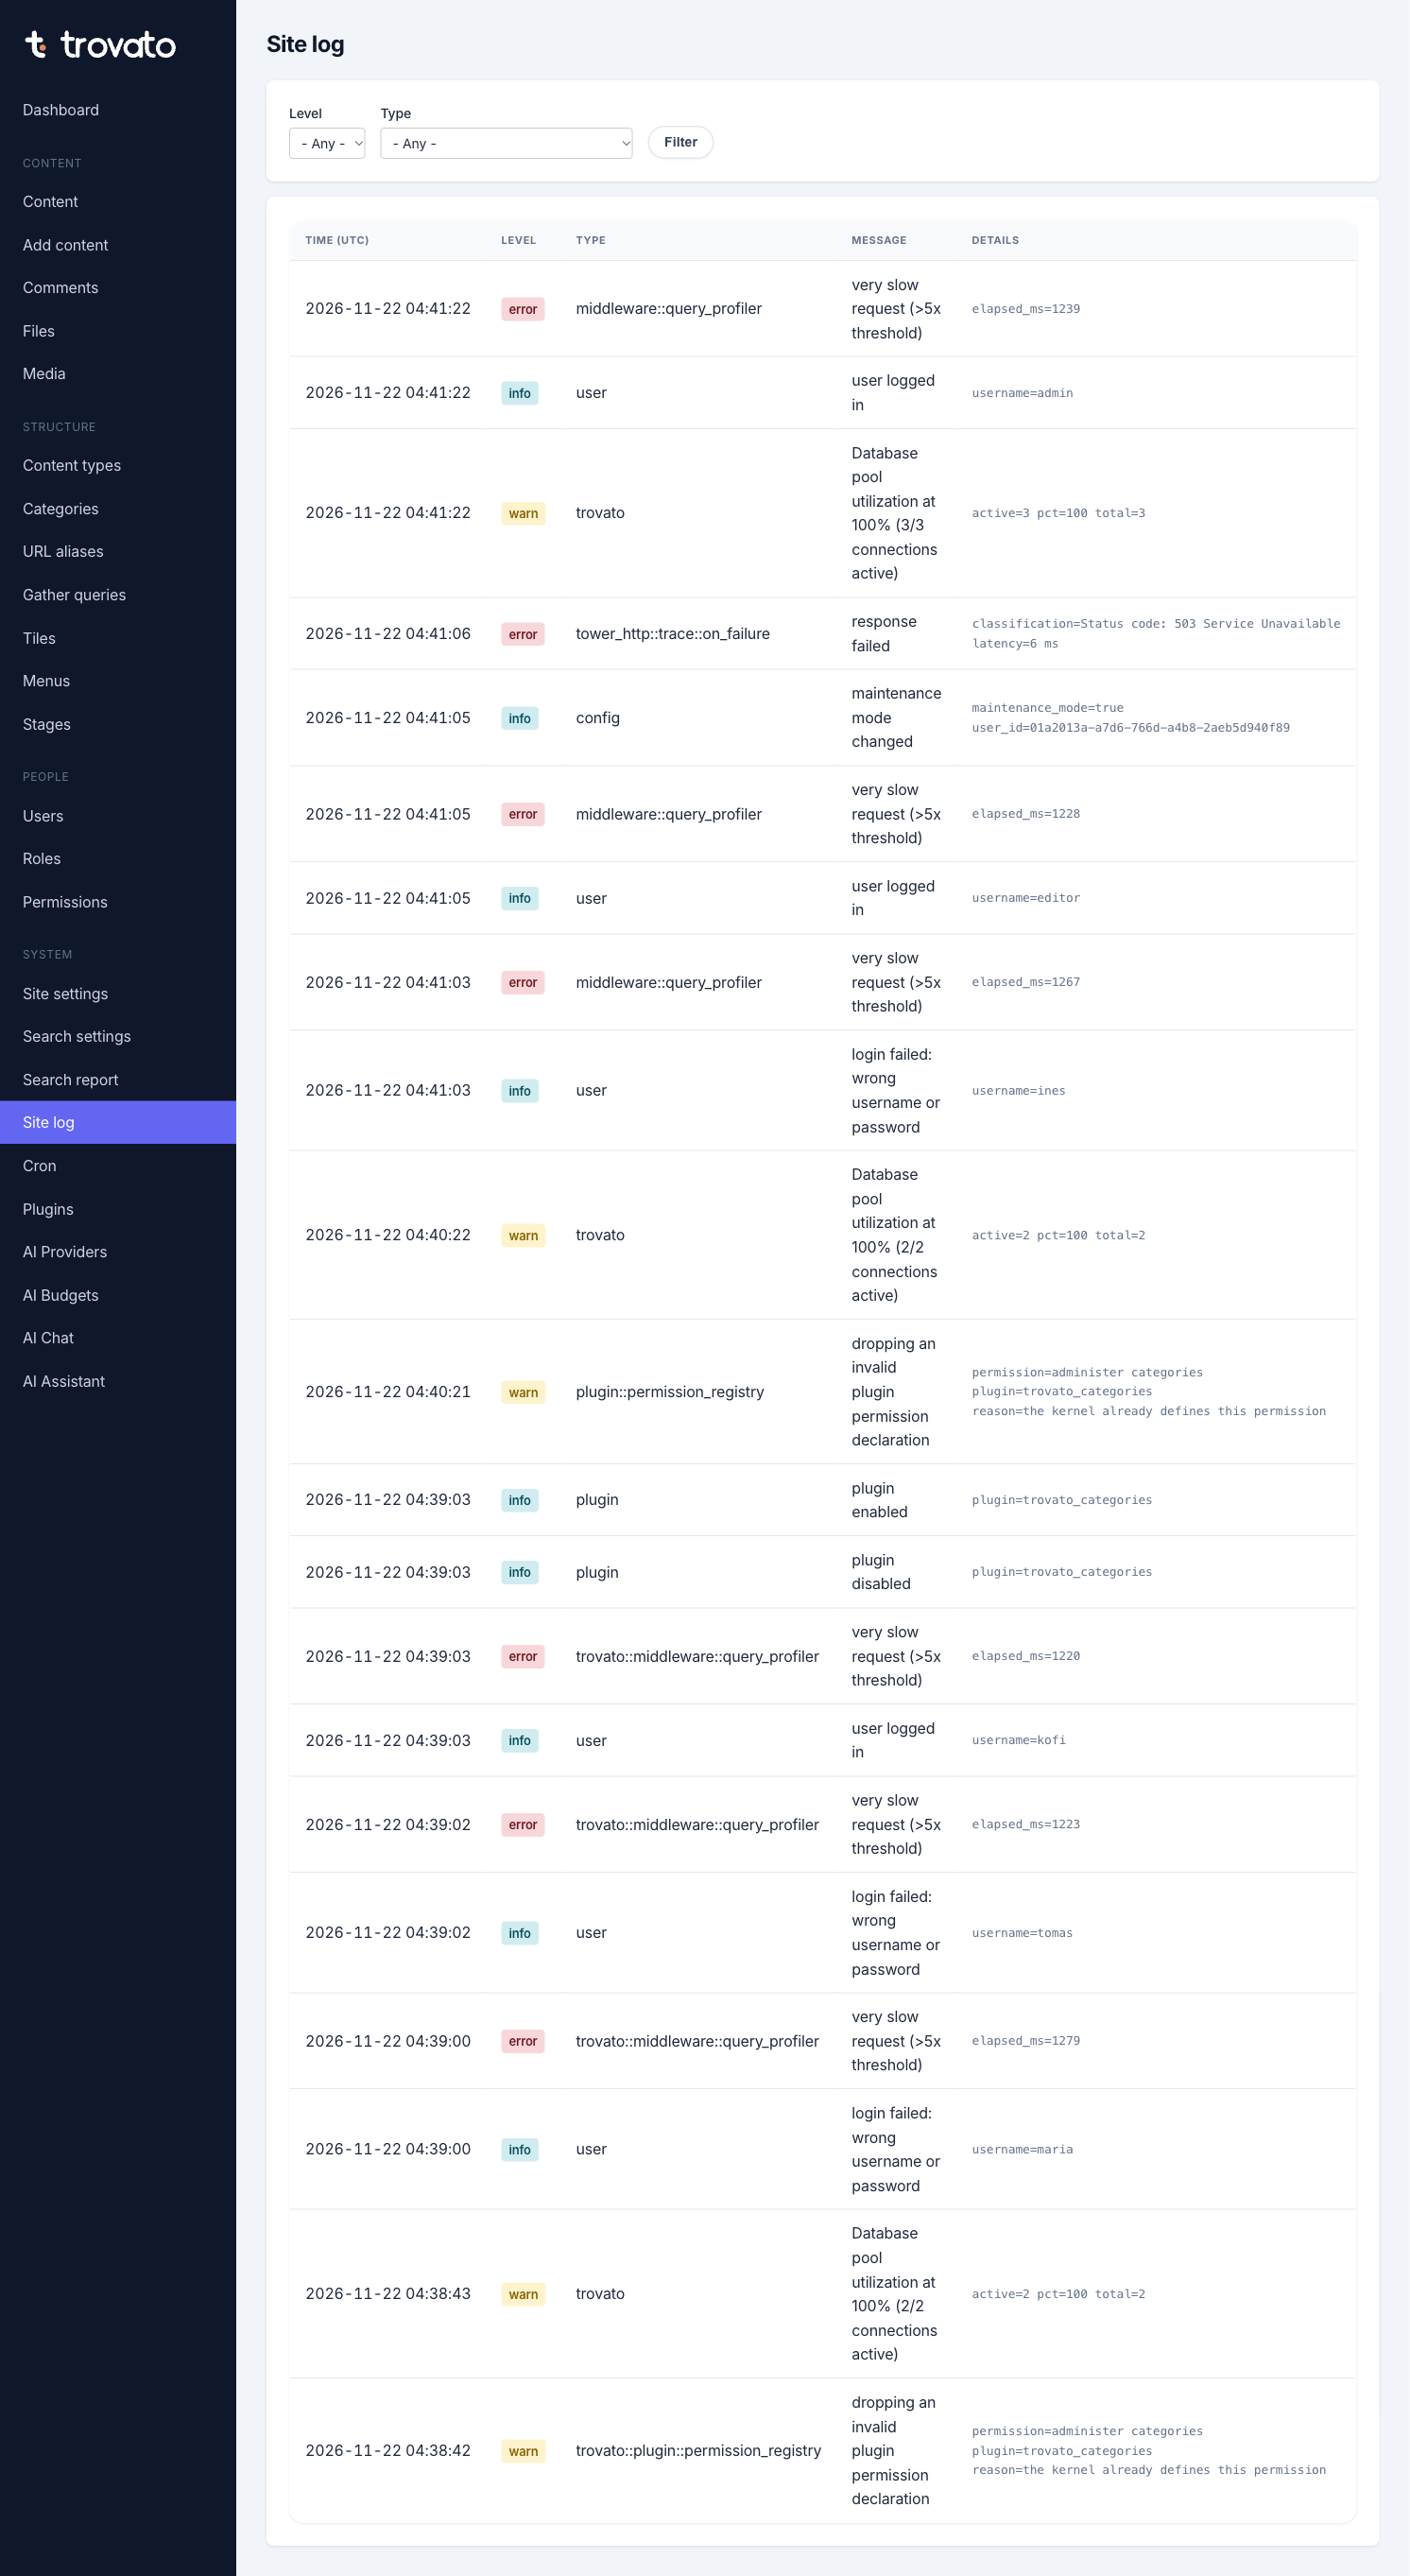 trovato
Dashboard
CONTENT
Content
Add content
Comments
Files
Media
STRUCTURE
Content types
Categories
URL aliases
Gather queries
Tiles
Menus
Stages
PEOPLE
Users
Roles
Permissions
SYSTEM
Site settings
Search settings
Search report
Site log
Cron
Plugins
AI Providers
AI Budgets
AI Chat
AI Assistant
Site log
Level
Type
- Any -
- Any -
Filter
TIME (UTC) LEVEL TYPE MESSAGE DETAILS
2026-11-22 04:41:22 error middleware::query_profiler
very slow
request (>5x
threshold)
elapsed_ms=1239
2026-11-22 04:41:22 info user
user logged
in
username=admin
2026-11-22 04:41:22 warn trovato
Database
pool
utilization at
100% (3/3
connections
active)
active=3 pct=100 total=3
2026-11-22 04:41:06 error tower_http::trace::on_failure
response
failed
classification=Status code: 503 Service Unavailable
latency=6 ms
2026-11-22 04:41:05 info config
maintenance
mode
changed
maintenance_mode=true
user_id=01a2013a-a7d6-766d-a4b8-2aeb5d940f89
2026-11-22 04:41:05 error middleware::query_profiler
very slow
request (>5x
threshold)
elapsed_ms=1228
2026-11-22 04:41:05 info user
user logged
in
username=editor
2026-11-22 04:41:03 error middleware::query_profiler
very slow
request (>5x
threshold)
elapsed_ms=1267
2026-11-22 04:41:03 info user
login failed:
wrong
username or
password
username=ines
2026-11-22 04:40:22 warn trovato
Database
pool
utilization at
100% (2/2
connections
active)
active=2 pct=100 total=2
2026-11-22 04:40:21 warn plugin::permission_registry
dropping an
invalid
plugin
permission
declaration
permission=administer categories
plugin=trovato_categories
reason=the kernel already defines this permission
2026-11-22 04:39:03 info plugin
plugin
enabled
plugin=trovato_categories
2026-11-22 04:39:03 info plugin
plugin
disabled
plugin=trovato_categories
2026-11-22 04:39:03 error trovato::middleware::query_profiler
very slow
request (>5x
threshold)
elapsed_ms=1220
2026-11-22 04:39:03 info user
user logged
in
username=kofi
2026-11-22 04:39:02 error trovato::middleware::query_profiler
very slow
request (>5x
threshold)
elapsed_ms=1223
2026-11-22 04:39:02 info user
login failed:
wrong
username or
password
username=tomas
2026-11-22 04:39:00 error trovato::middleware::query_profiler
very slow
request (>5x
threshold)
elapsed_ms=1279
2026-11-22 04:39:00 info user
login failed:
wrong
username or
password
username=maria
2026-11-22 04:38:43 warn trovato
Database
pool
utilization at
100% (2/2
connections
active)
active=2 pct=100 total=2
2026-11-22 04:38:42 warn trovato::plugin::permission_registry
dropping an
invalid
plugin
permission
declaration
permission=administer categories
plugin=trovato_categories
reason=the kernel already defines this permission